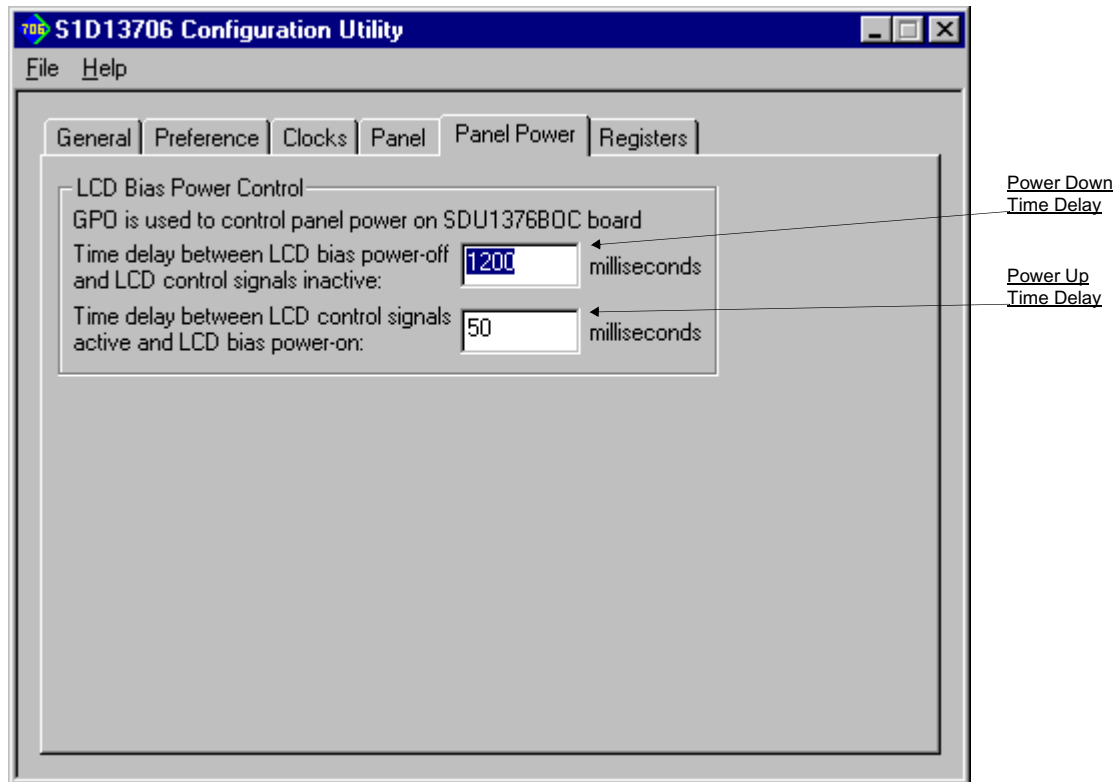 706 S1D13706 Configuration Utility
File Help
General Preference Clocks Panel Panel Power Registers
LCD Bias Power Control
GPO is used to control panel power on SDU1376BOC board
Time delay between LCD bias power-off
and LCD control signals inactive:
1200
milliseconds
Time delay between LCD control signals
active and LCD bias power-on:
50
milliseconds
Power Down
Time Delay
Power Up
Time Delay